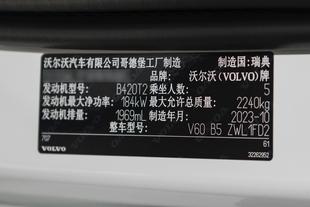 沃尔沃汽车有限公司哥德堡工厂制造 制造国:瑞典
沃尔沃(VOLVO)牌
发动机型号: B420T2 乘坐人数: 5
发动机最大净功率: 184kW 最大允许总质量: 2240kg
发动机排量: 1969mL 制造年月: 2023-10
整车型号: V60 B5 ZWL1FD2
707 61
VOLVO 32262952